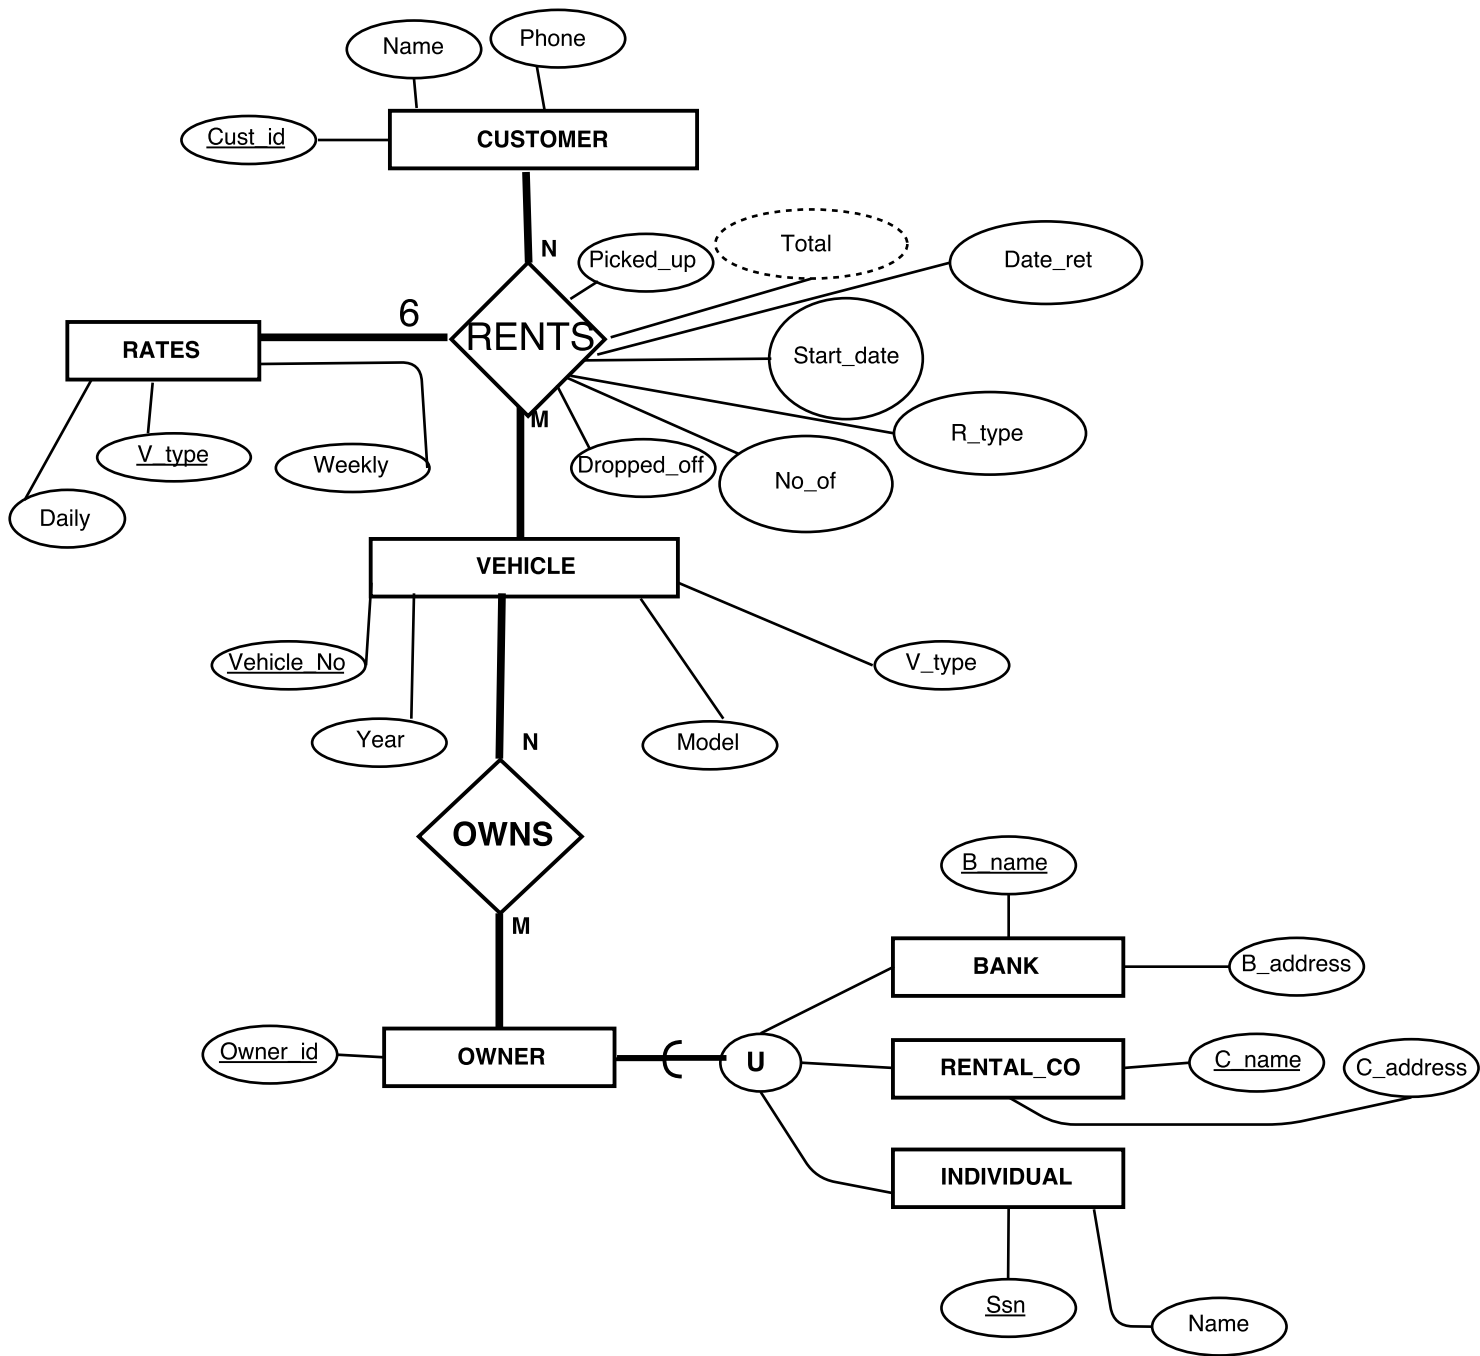 Name
Phone
Cust_id
CUSTOMER
N
Picked_up
Total
Date_ret
6
RENTS
RATES
Start_date
M
R_type
V_type
Weekly
Dropped_off
No_of
Daily
VEHICLE
Vehicle_No
V_type
Year
N
Model
OWNS
B_name
M
BANK
B_address
Owner_id
OWNER
U
RENTAL_CO
C_name
C_address
INDIVIDUAL
Ssn
Name